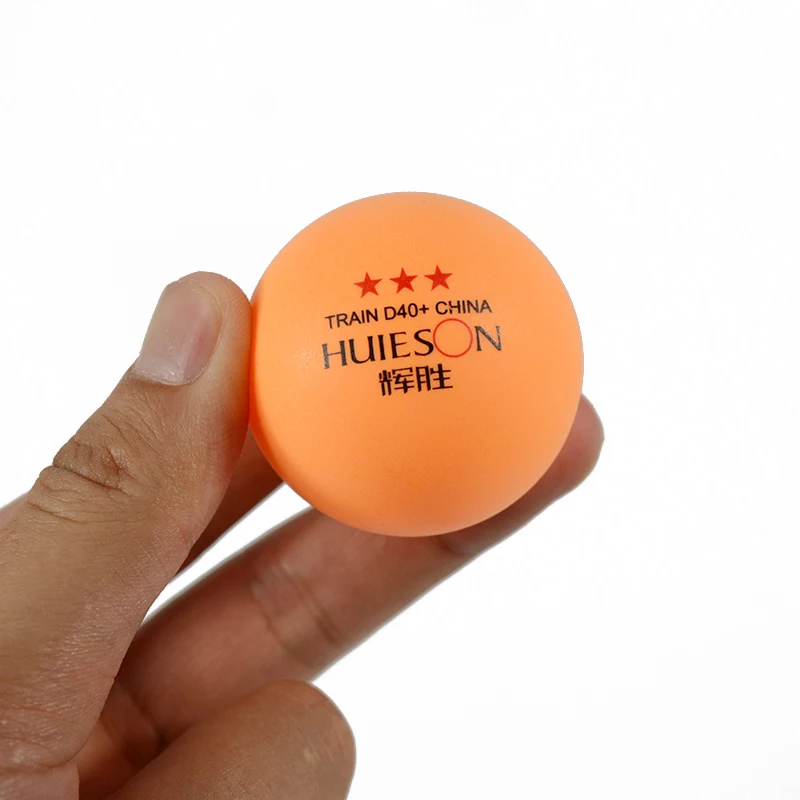 ★★★
TRAIN D40+ CHINA
HUIESON
辉胜